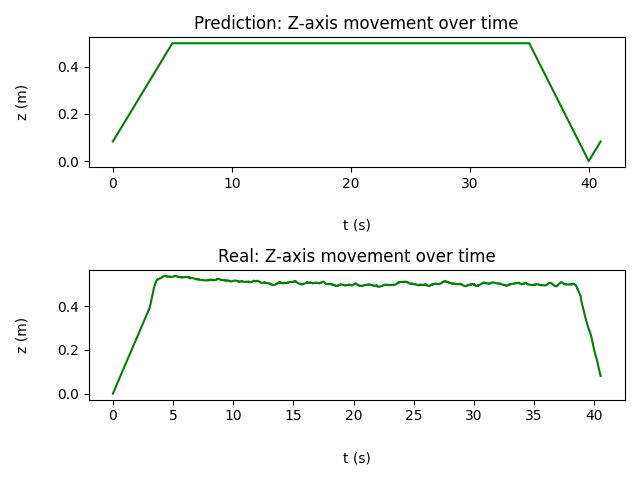 Prediction: Z-axis movement over time
z (m)
0.4
0.2
0.0
0 10 20 30 40
t (s)
Real: Z-axis movement over time
z (m)
0.4
0.2
0.0
0 5 10 15 20 25 30 35 40
t (s)